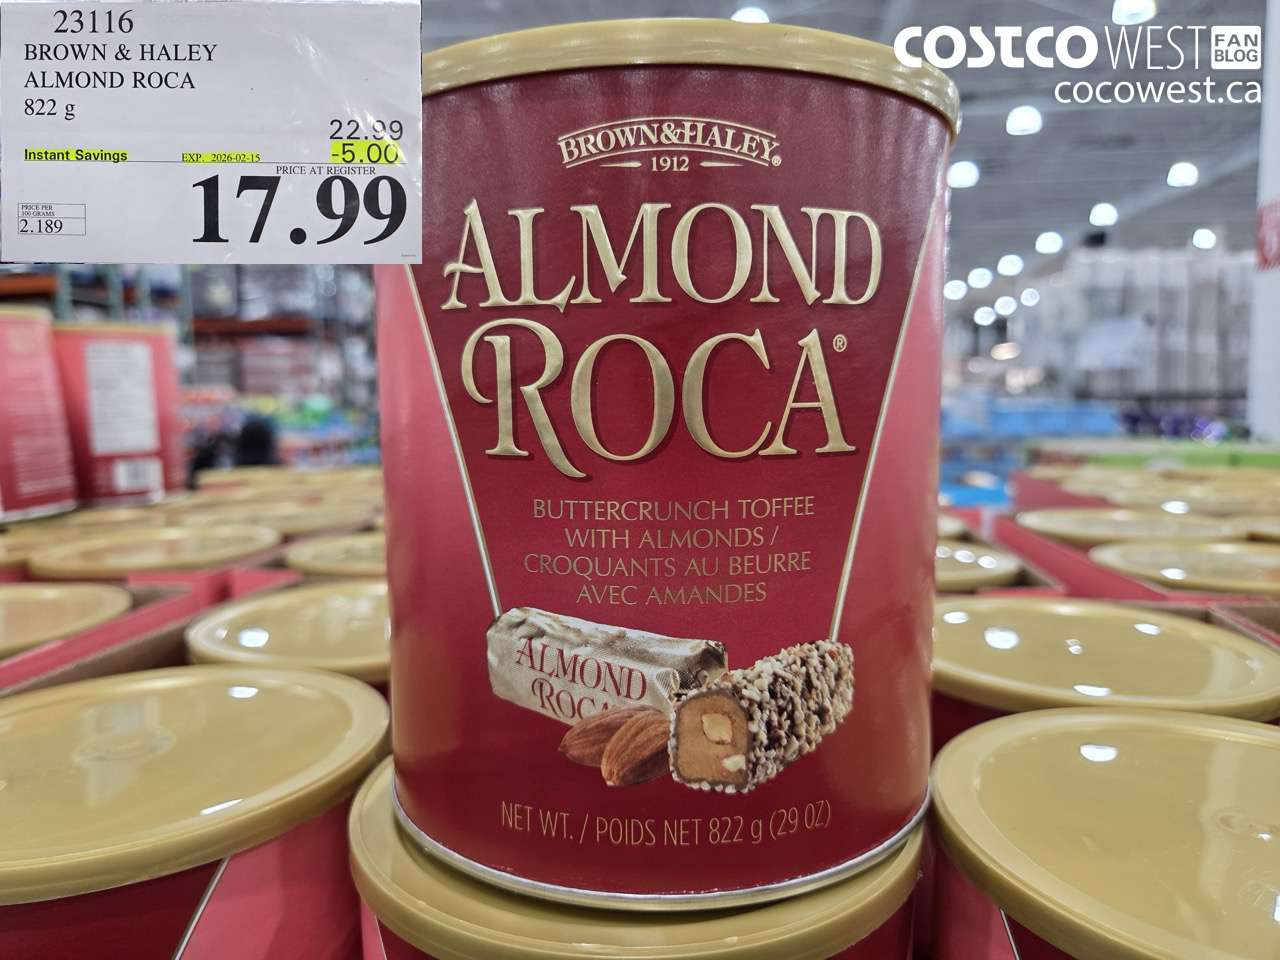 23116
BROWN & HALEY
ALMOND ROCA
822 g
22.99
Instant Savings EXP. 2026-02-15 -5.00
PRICE AT REGISTER
17.99
PRICE PER
100 GRAMS
2.189
COSTCO WEST FAN BLOG
cocowest.ca
BROWN&HALEY®
1912
ALMOND
ROCA®
BUTTERCRUNCH TOFFEE
WITH ALMONDS /
CROQUANTS AU BEURRE
AVEC AMANDES
ALMOND
ROCA
NET WT. / POIDS NET 822 g (29 OZ)